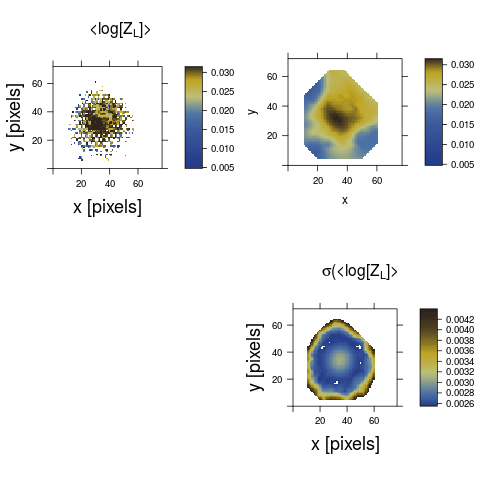 <log[Z_L]>
60
40
20
20 40 60
x [pixels]
y [pixels]
0.030
0.025
0.020
0.015
0.010
0.005
60
40
20
20 40 60
x
y
0.030
0.025
0.020
0.015
0.010
0.005
σ(<log[Z_L]>
60
40
20
20 40 60
x [pixels]
y [pixels]
0.0042
0.0040
0.0038
0.0036
0.0034
0.0032
0.0030
0.0028
0.0026